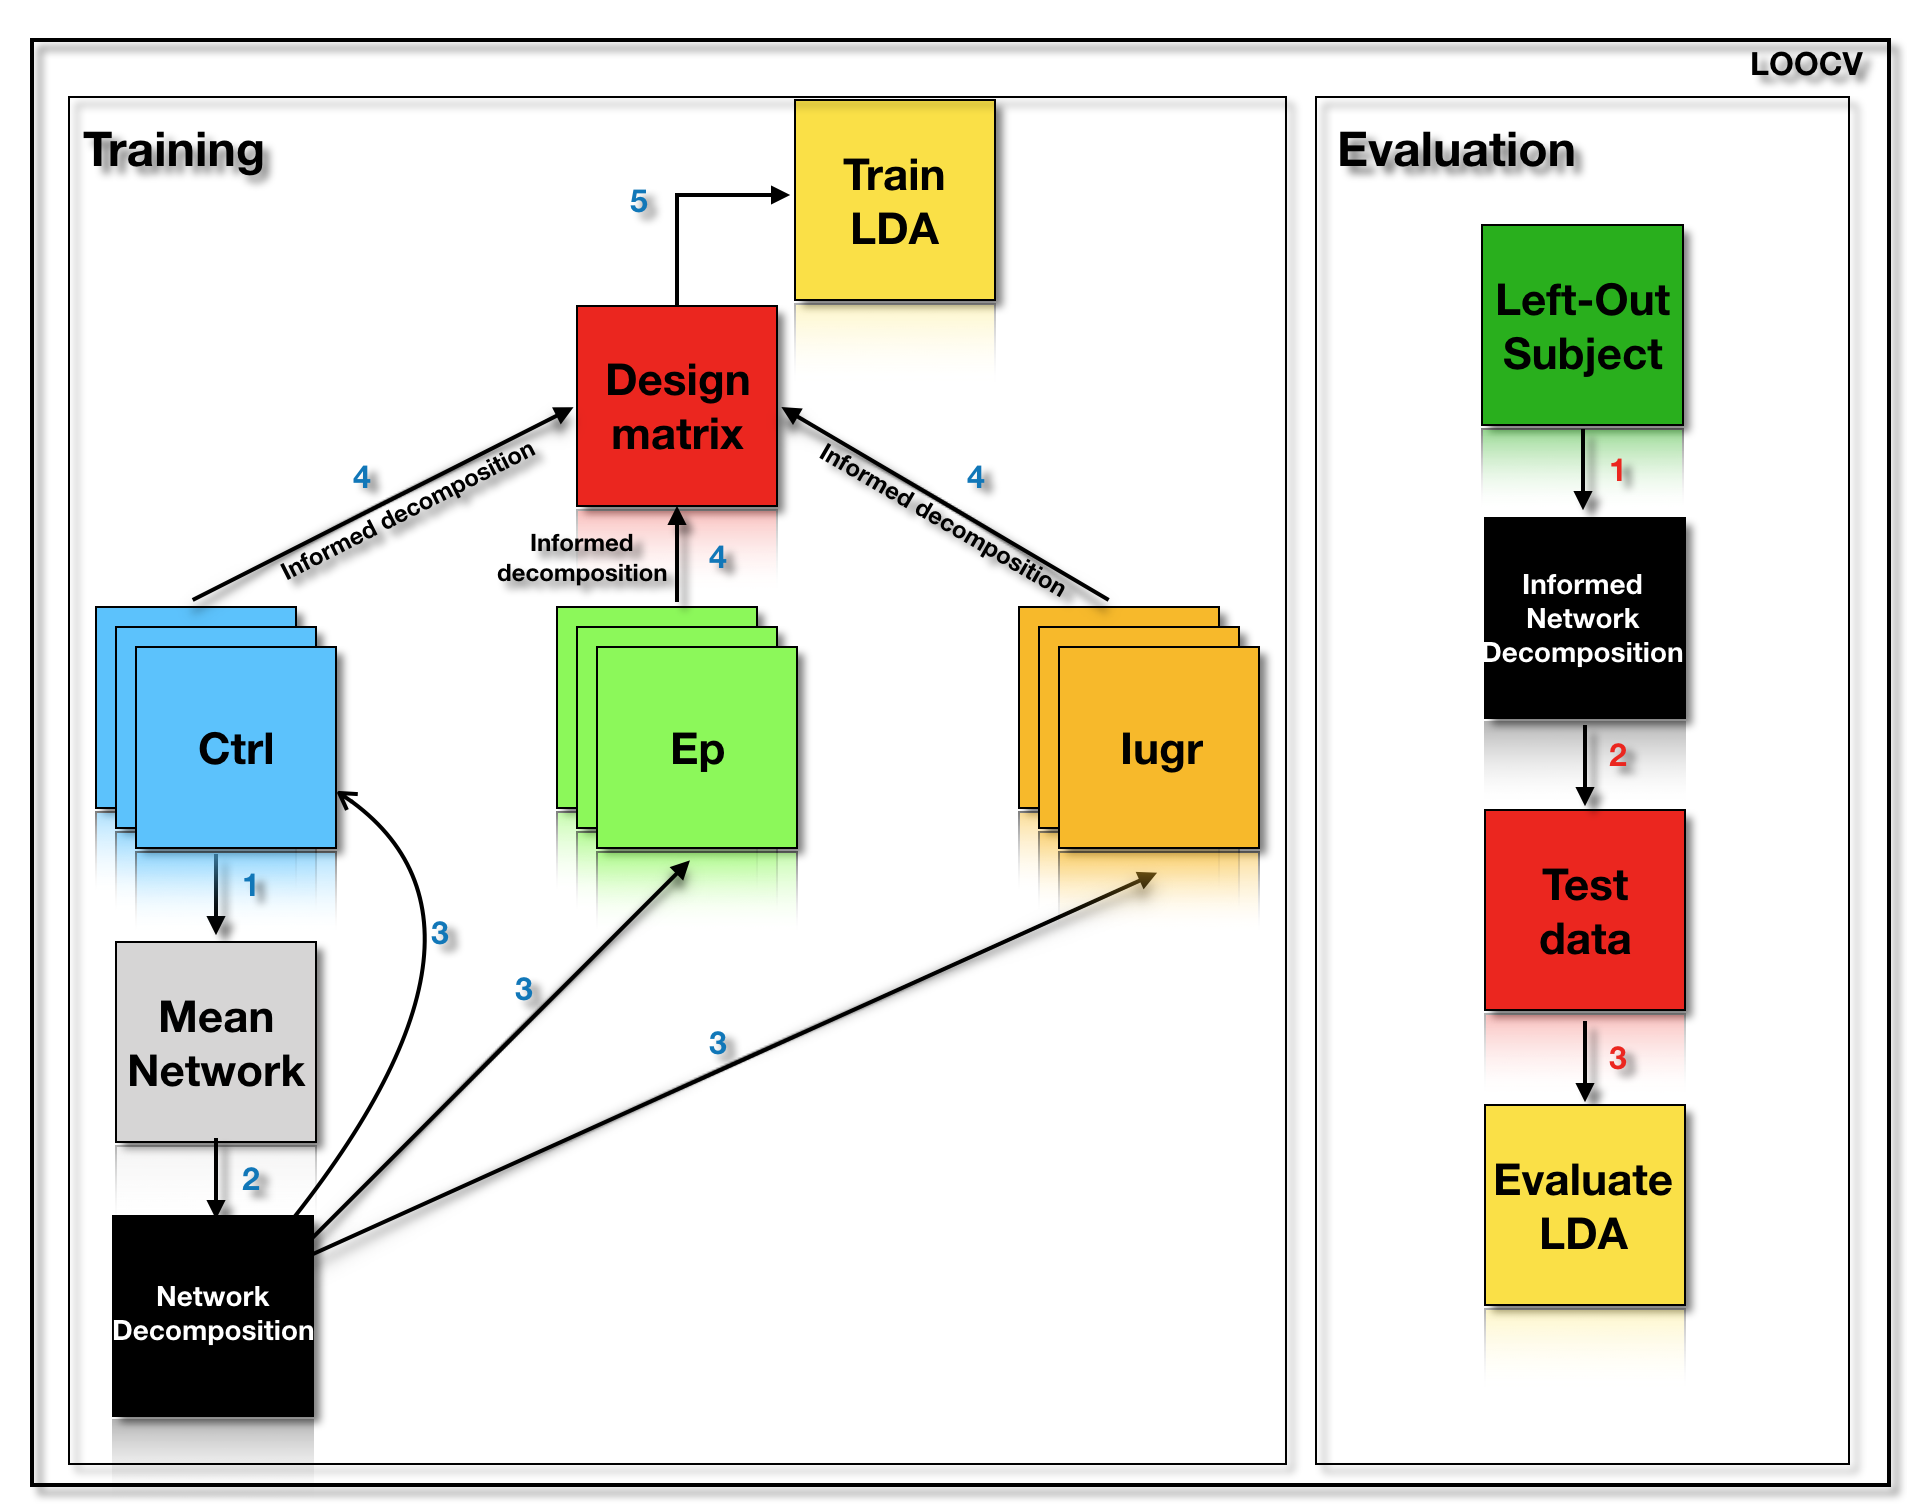 LOOCV
Training
Train
LDA
5
Design
matrix
4
Informed decomposition
Informed
decomposition
4
4
Informed decomposition
Ctrl
Ep
Iugr
1
3
3
3
Mean
Network
2
Network
Decomposition
Evaluation
Left-Out
Subject
1
Informed
Network
Decomposition
2
Test
data
3
Evaluate
LDA